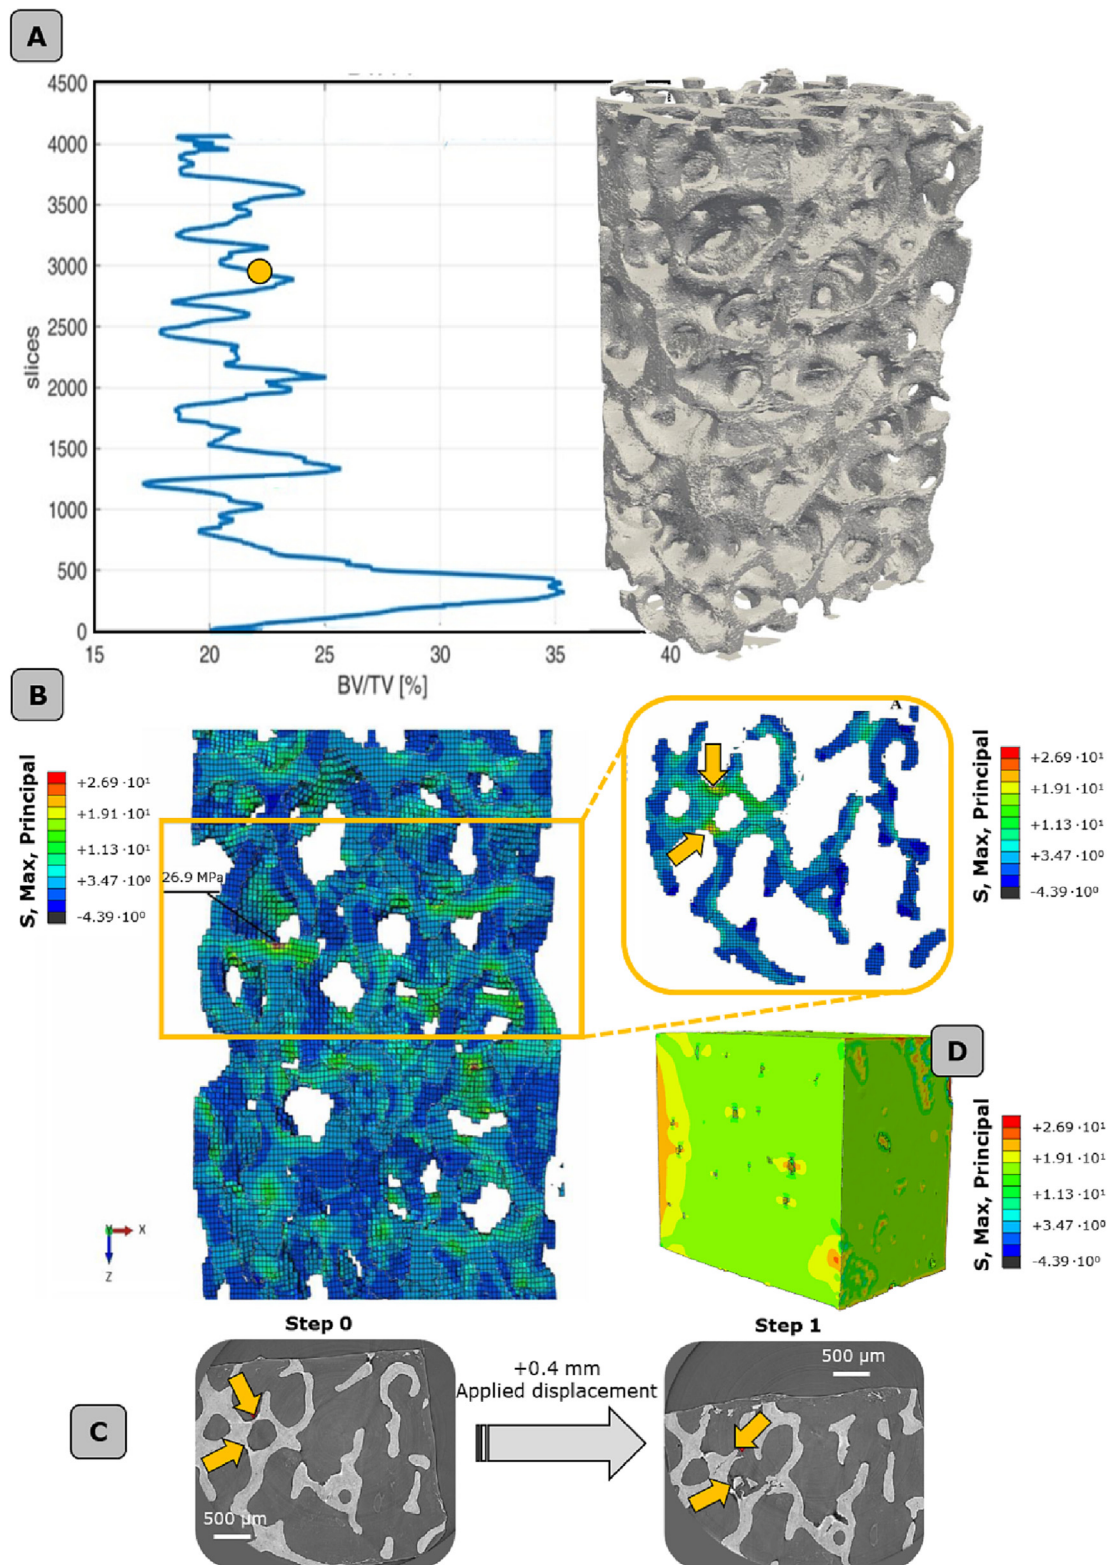 A
4500
4000
3500
3000
2500
2000
1500
1000
500
0
slices
15
20
25
30
35
40
BV/TV [%]
B
S, Max, Principal
+2.69 ·10¹
+1.91 ·10¹
+1.13 ·10¹
+3.47 ·10⁰
-4.39 ·10⁰
26.9 MPa
X
Z
A
S, Max, Principal
+2.69 ·10¹
+1.91 ·10¹
+1.13 ·10¹
+3.47 ·10⁰
-4.39 ·10⁰
D
S, Max, Principal
+2.69 ·10¹
+1.91 ·10¹
+1.13 ·10¹
+3.47 ·10⁰
-4.39 ·10⁰
C
Step 0
500 µm
+0.4 mm
Applied displacement
Step 1
500 µm